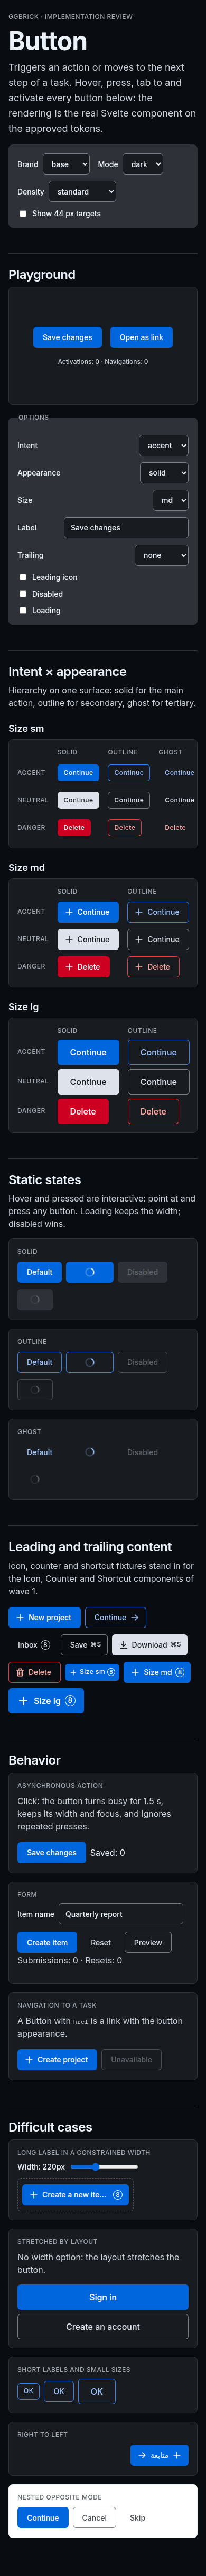 GGBRICK · IMPLEMENTATION REVIEW
Button
Triggers an action or moves to the next
step of a task. Hover, press, tab to and
activate every button below: the
rendering is the real Svelte component on
the approved tokens.
Brand base Mode dark
Density standard
Show 44 px targets
Playground
Save changes Open as link
Activations: 0 · Navigations: 0
OPTIONS
Intent accent
Appearance solid
Size md
Label Save changes
Trailing none
Leading icon
Disabled
Loading
Intent × appearance
Hierarchy on one surface: solid for the main
action, outline for secondary, ghost for tertiary.
Size sm
SOLID OUTLINE GHOST
ACCENT Continue Continue Continue
NEUTRAL Continue Continue Continue
DANGER Delete Delete Delete
Size md
SOLID OUTLINE
ACCENT Continue Continue
NEUTRAL Continue Continue
DANGER Delete Delete
Size lg
SOLID OUTLINE
ACCENT Continue Continue
NEUTRAL Continue Continue
DANGER Delete Delete
Static states
Hover and pressed are interactive: point at and
press any button. Loading keeps the width;
disabled wins.
SOLID
Default Disabled
OUTLINE
Default Disabled
GHOST
Default Disabled
Leading and trailing content
Icon, counter and shortcut fixtures stand in for
the Icon, Counter and Shortcut components of
wave 1.
New project Continue →
Inbox 8 Save ⌘S Download ⌘S
Delete Size sm 8 Size md 8
Size lg 8
Behavior
ASYNCHRONOUS ACTION
Click: the button turns busy for 1.5 s,
keeps its width and focus, and ignores
repeated presses.
Save changes Saved: 0
FORM
Item name Quarterly report
Create item Reset Preview
Submissions: 0 · Resets: 0
NAVIGATION TO A TASK
A Button with href is a link with the button
appearance.
Create project Unavailable
Difficult cases
LONG LABEL IN A CONSTRAINED WIDTH
Width: 220px
Create a new ite... 8
STRETCHED BY LAYOUT
No width option: the layout stretches the
button.
Sign in
Create an account
SHORT LABELS AND SMALL SIZES
OK OK OK
RIGHT TO LEFT
متابعة
NESTED OPPOSITE MODE
Continue Cancel Skip